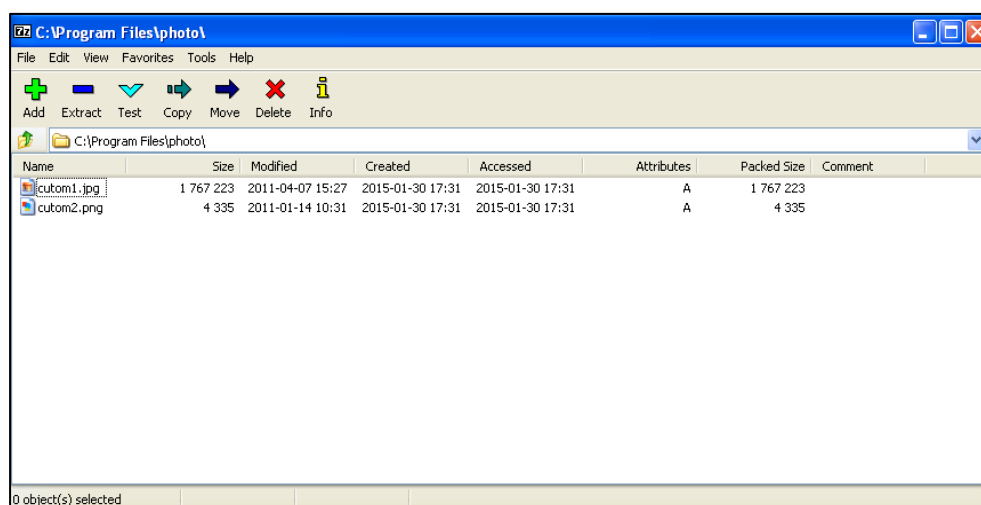 7z C:\Program Files\photo\
File Edit View Favorites Tools Help
Add Extract Test Copy Move Delete Info
C:\Program Files\photo\
Name Size Modified Created Accessed Attributes Packed Size Comment
cutom1.jpg 1 767 223 2011-04-07 15:27 2015-01-30 17:31 2015-01-30 17:31 A 1 767 223
cutom2.png 4 335 2011-01-14 10:31 2015-01-30 17:31 2015-01-30 17:31 A 4 335
0 object(s) selected